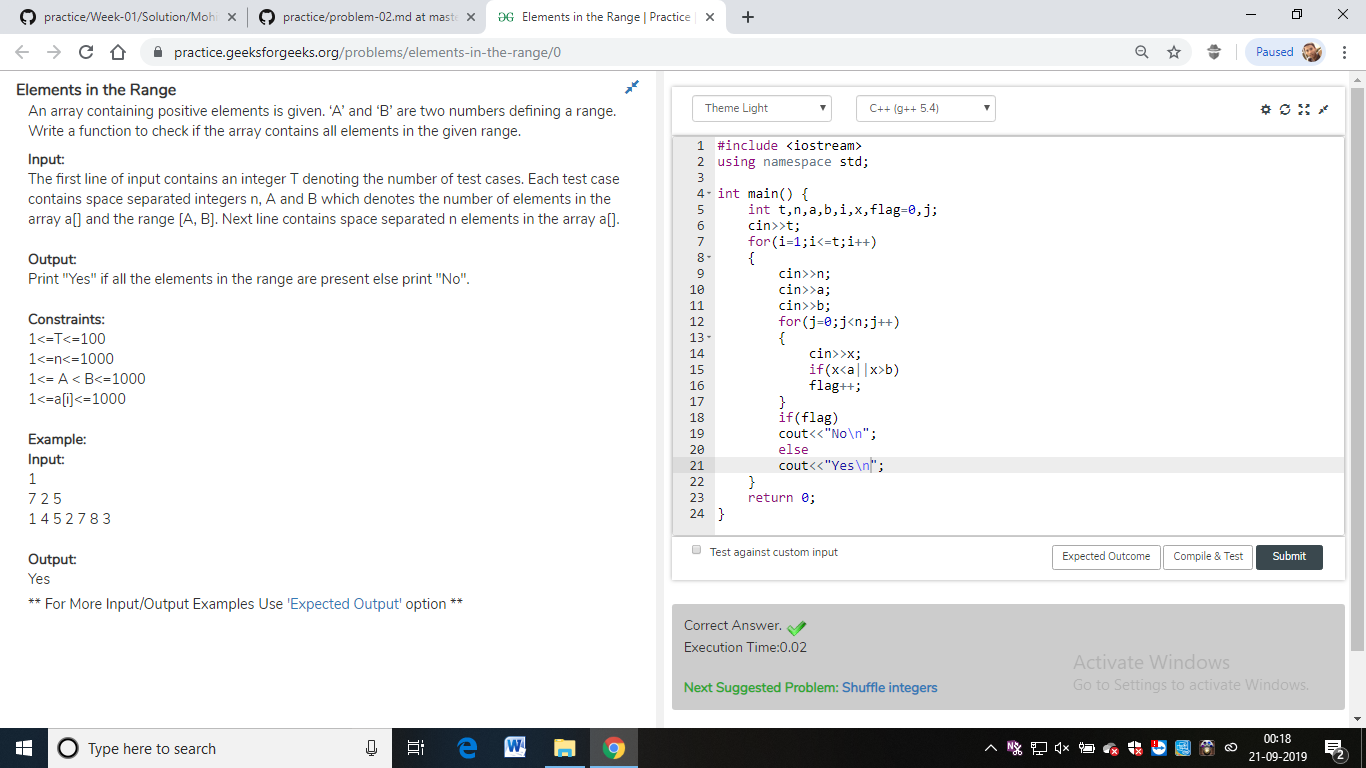 practice/Week-01/Solution/Mohi
practice/problem-02.md at maste
Elements in the Range | Practice |
practice.geeksforgeeks.org/problems/elements-in-the-range/0
Paused
Elements in the Range
An array containing positive elements is given. ‘A’ and ‘B’ are two numbers defining a range.
Write a function to check if the array contains all elements in the given range.
Input:
The first line of input contains an integer T denoting the number of test cases. Each test case
contains space separated integers n, A and B which denotes the number of elements in the
array a[] and the range [A, B]. Next line contains space separated n elements in the array a[].
Output:
Print "Yes" if all the elements in the range are present else print "No".
Constraints:
1<=T<=100
1<=n<=1000
1<= A < B<=1000
1<=a[i]<=1000
Example:
Input:
1
7 2 5
1 4 5 2 7 8 3
Output:
Yes
** For More Input/Output Examples Use 'Expected Output' option **
Theme Light
C++ (g++ 5.4)
1 #include <iostream>
2 using namespace std;
3
4 int main() {
5 int t,n,a,b,i,x,flag=0,j;
6 cin>>t;
7 for(i=1;i<=t;i++)
8 {
9 cin>>n;
10 cin>>a;
11 cin>>b;
12 for(j=0;j<n;j++)
13 {
14 cin>>x;
15 if(x<a||x>b)
16 flag++;
17 }
18 if(flag)
19 cout<<"No\n";
20 else
21 cout<<"Yes\n";
22 }
23 return 0;
24 }
Test against custom input
Expected Outcome
Compile & Test
Submit
Correct Answer.
Execution Time:0.02
Next Suggested Problem: Shuffle integers
Activate Windows
Go to Settings to activate Windows.
Type here to search
00:18
21-09-2019
2